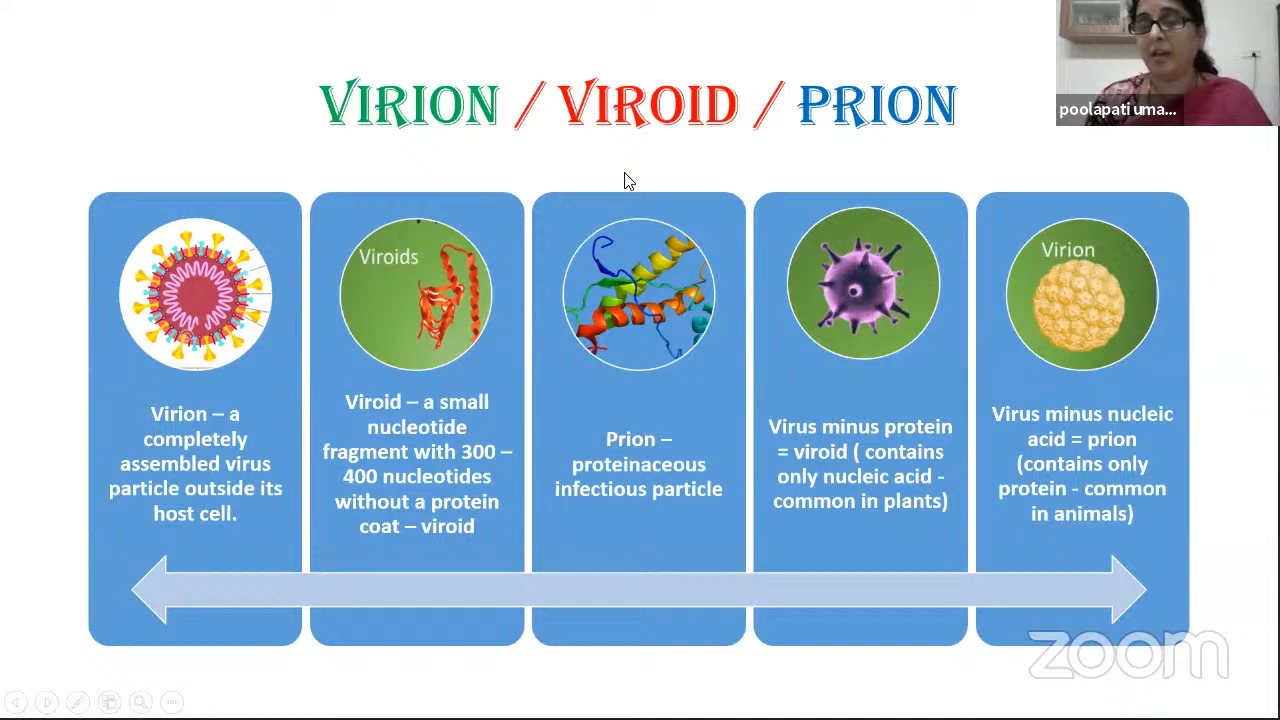 VIRION / VIROID / PRION
poolapati uma...
Viroids
Virion
Virion – a
completely
assembled virus
particle outside its
host cell.
Viroid – a small
nucleotide
fragment with 300 –
400 nucleotides
without a protein
coat – viroid
Prion –
proteinaceous
infectious particle
Virus minus protein
= viroid ( contains
only nucleic acid -
common in plants)
Virus minus nucleic
acid = prion
(contains only
protein - common
in animals)
zoom